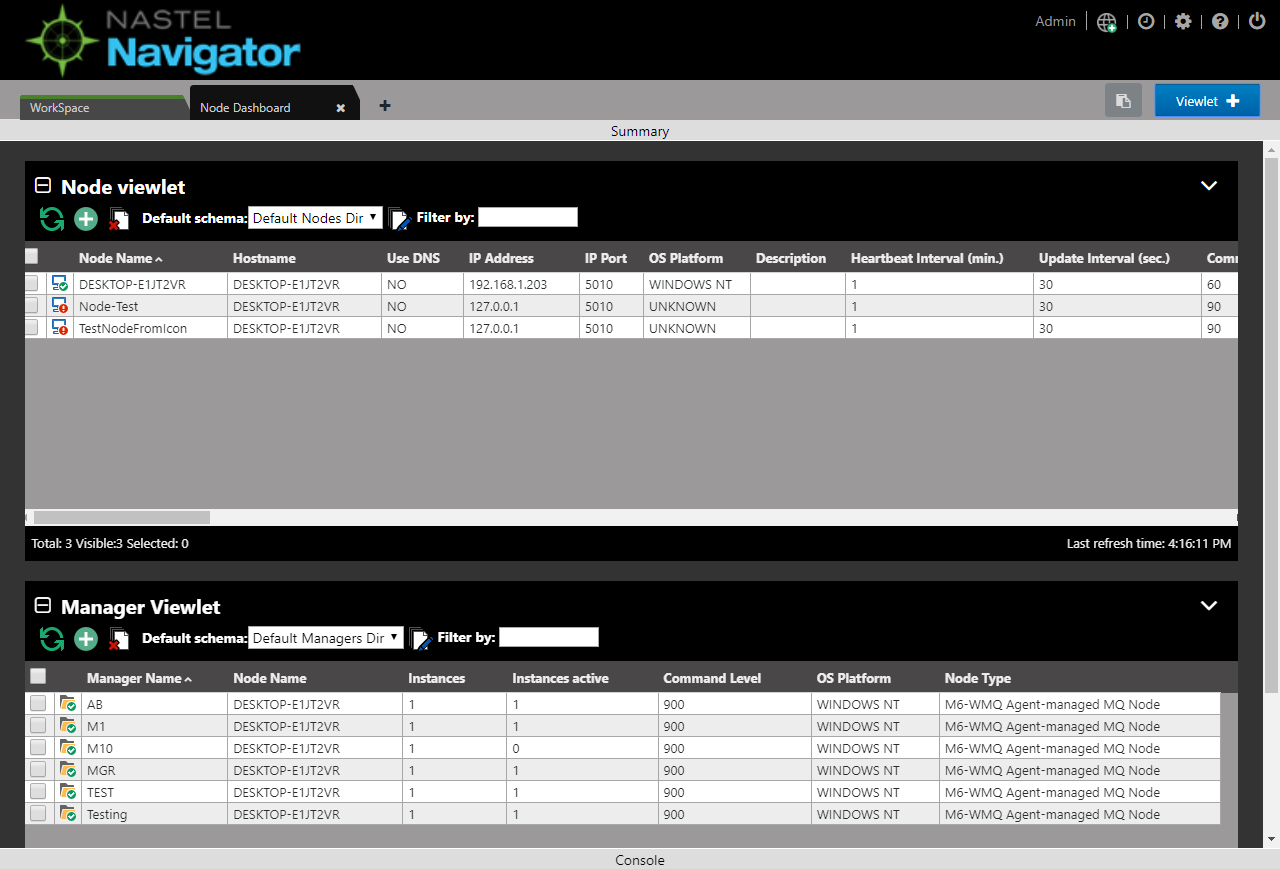 NASTEL
Navigator
Admin
WorkSpace
Node Dashboard
Viewlet
Summary
Node viewlet
Default schema: Default Nodes Dir Filter by:
Node Name Hostname Use DNS IP Address IP Port OS Platform Description Heartbeat Interval (min.) Update Interval (sec.)
DESKTOP-E1JT2VR DESKTOP-E1JT2VR NO 192.168.1.203 5010 WINDOWS NT 1 30 60
Node-Test DESKTOP-E1JT2VR NO 127.0.0.1 5010 UNKNOWN 1 30 90
TestNodeFromIcon DESKTOP-E1JT2VR NO 127.0.0.1 5010 UNKNOWN 1 30 90
Total: 3 Visible:3 Selected: 0 Last refresh time: 4:16:11 PM
Manager Viewlet
Default schema: Default Managers Dir Filter by:
Manager Name Node Name Instances Instances active Command Level OS Platform Node Type
AB DESKTOP-E1JT2VR 1 1 900 WINDOWS NT M6-WMQ Agent-managed MQ Node
M1 DESKTOP-E1JT2VR 1 1 900 WINDOWS NT M6-WMQ Agent-managed MQ Node
M10 DESKTOP-E1JT2VR 1 0 900 WINDOWS NT M6-WMQ Agent-managed MQ Node
MGR DESKTOP-E1JT2VR 1 1 900 WINDOWS NT M6-WMQ Agent-managed MQ Node
TEST DESKTOP-E1JT2VR 1 1 900 WINDOWS NT M6-WMQ Agent-managed MQ Node
Testing DESKTOP-E1JT2VR 1 1 900 WINDOWS NT M6-WMQ Agent-managed MQ Node
Console